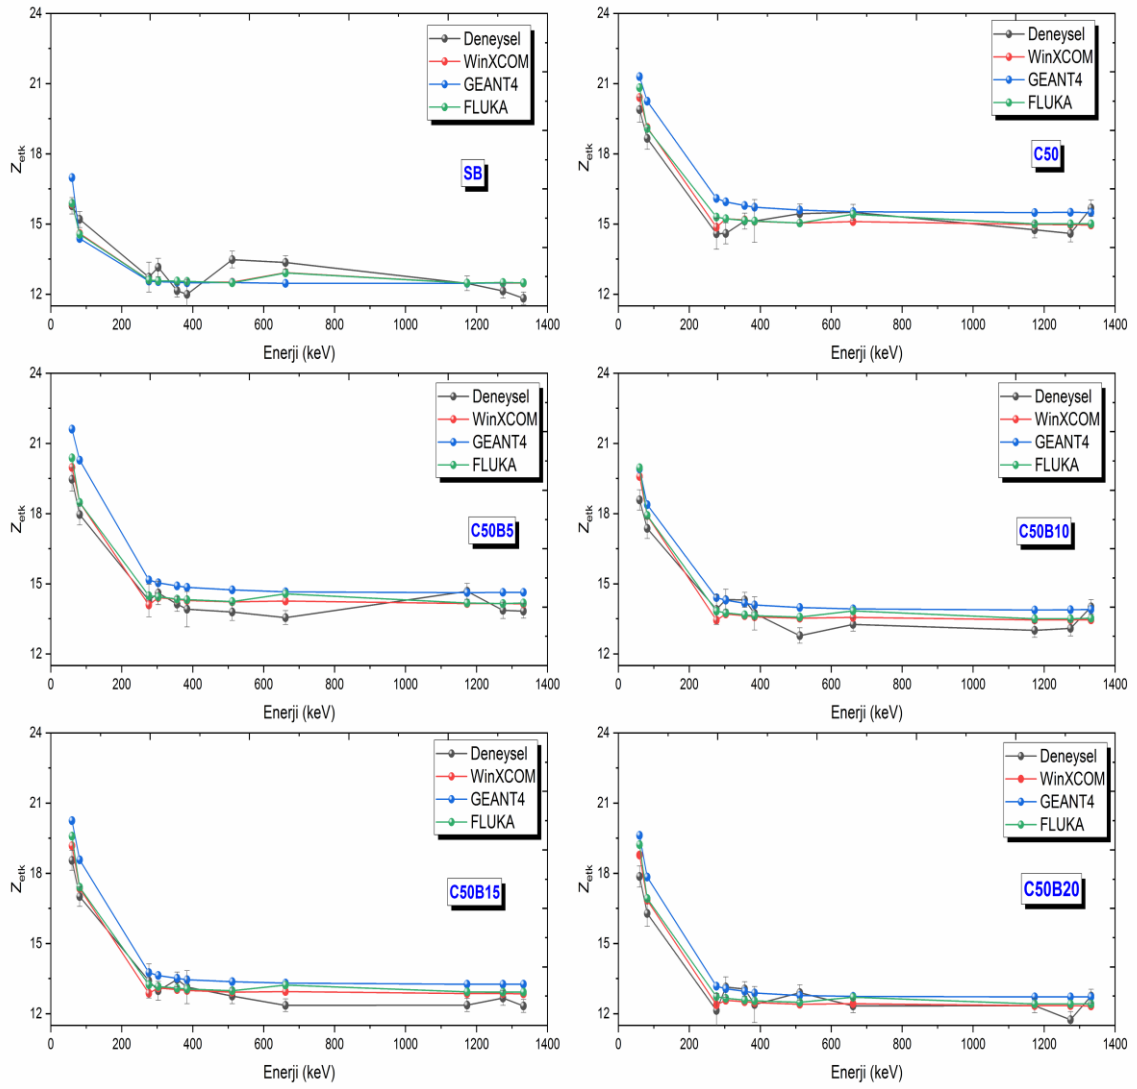 24
21
18
15
12
Z_etk
0 200 400 600 800 1000 1200 1400
Enerji (keV)
Deneysel
WinXCOM
GEANT4
FLUKA
SB
24
21
18
15
12
Z_etk
0 200 400 600 800 1000 1200 1400
Enerji (keV)
Deneysel
WinXCOM
GEANT4
FLUKA
C50
24
21
18
15
12
Z_etk
0 200 400 600 800 1000 1200 1400
Enerji (keV)
Deneysel
WinXCOM
GEANT4
FLUKA
C50B5
24
21
18
15
12
Z_etk
0 200 400 600 800 1000 1200 1400
Enerji (keV)
Deneysel
WinXCOM
GEANT4
FLUKA
C50B10
24
21
18
15
12
Z_etk
0 200 400 600 800 1000 1200 1400
Enerji (keV)
Deneysel
WinXCOM
GEANT4
FLUKA
C50B15
24
21
18
15
12
Z_etk
0 200 400 600 800 1000 1200 1400
Enerji (keV)
Deneysel
WinXCOM
GEANT4
FLUKA
C50B20